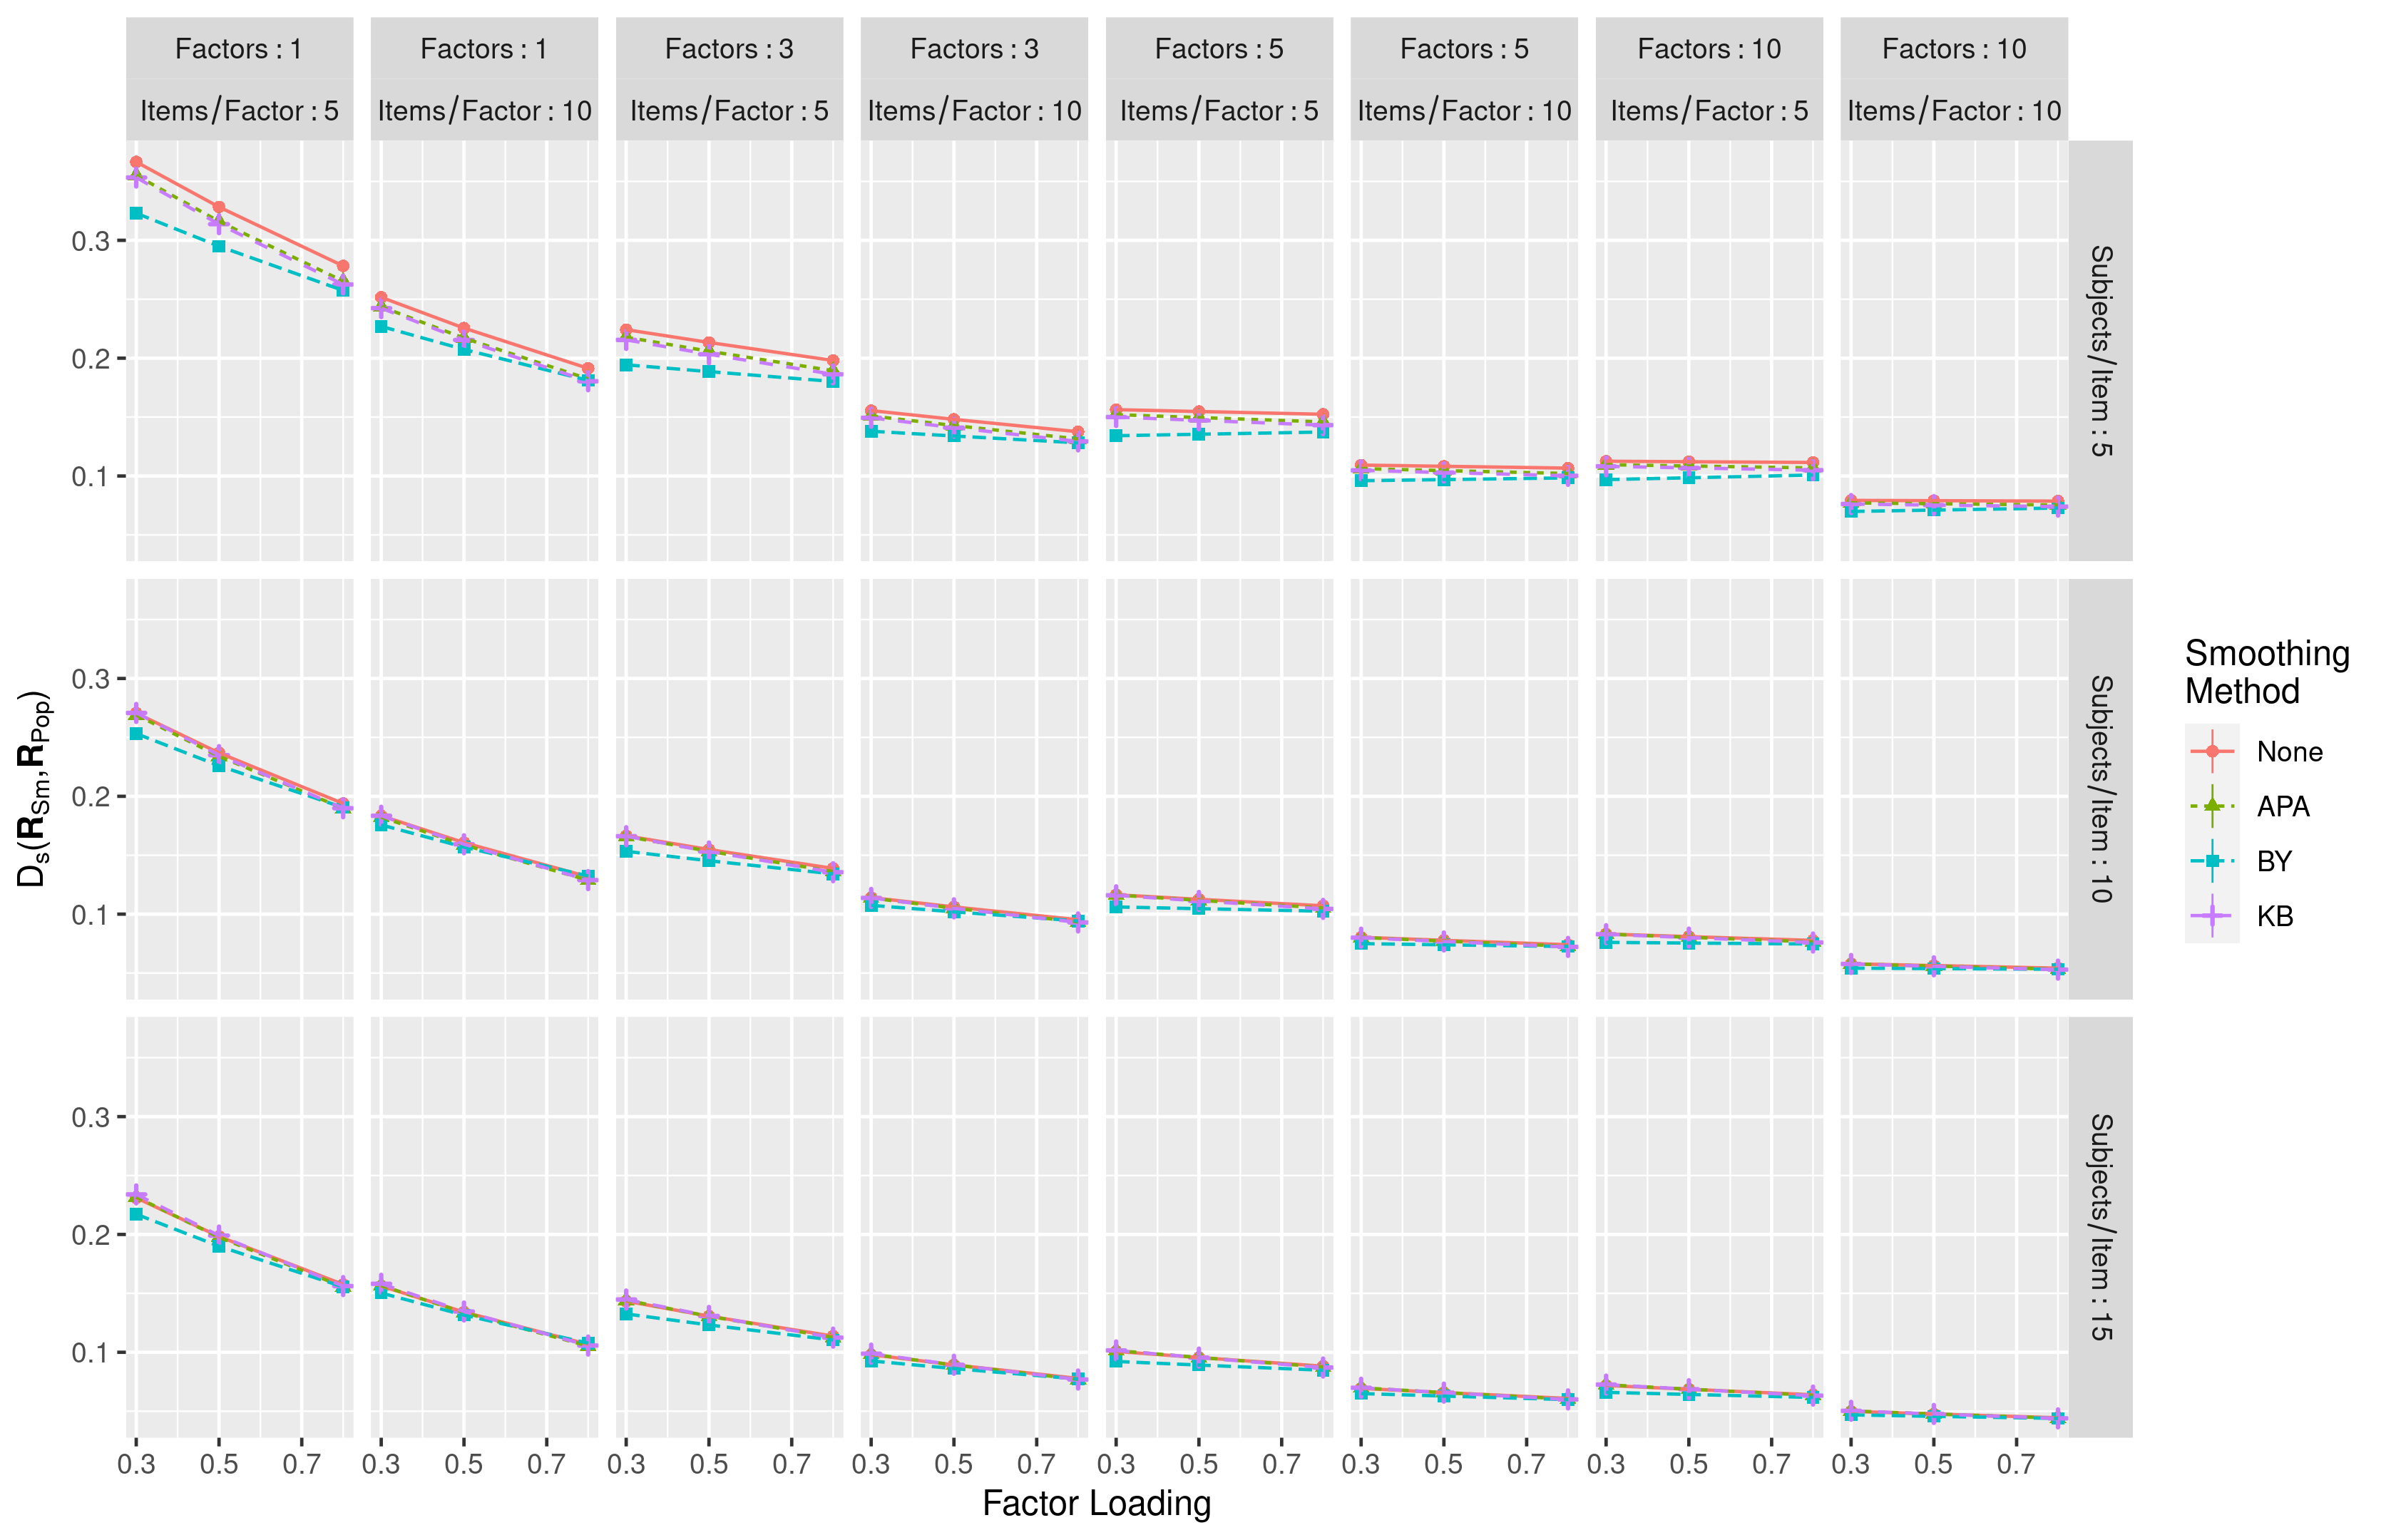 Factors : 1 Factors : 1 Factors : 3 Factors : 3 Factors : 5 Factors : 5 Factors : 10 Factors : 10
Items/Factor : 5 Items/Factor : 10 Items/Factor : 5 Items/Factor : 10 Items/Factor : 5 Items/Factor : 10 Items/Factor : 5 Items/Factor : 10
0.3
0.2
0.1
Subjects/Item : 5
0.3
0.2
0.1
Subjects/Item : 10
0.3
0.2
0.1
Subjects/Item : 15
Ds(RSm,RPop)
0.3 0.5 0.7 0.3 0.5 0.7 0.3 0.5 0.7 0.3 0.5 0.7 0.3 0.5 0.7 0.3 0.5 0.7 0.3 0.5 0.7 0.3 0.5 0.7
Factor Loading
Smoothing
Method
None
APA
BY
KB